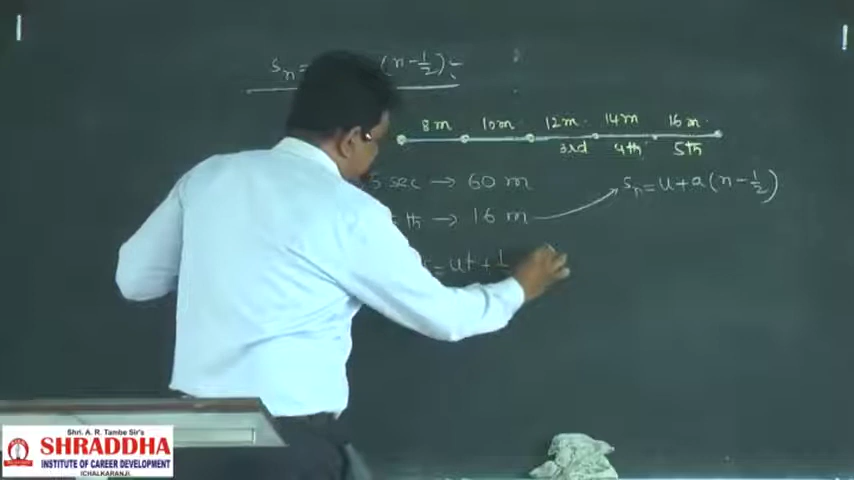 sₙ = (n - 1/2) ;
8 m 10 m 12 m 14 m 16 m
3rd 4th 5th
5 sec → 60 m
th → 16 m sₙ = u + a (n - 1/2)
= ut + 1
Shri. A. R. Tambe Sir's
SHRADDHA
INSTITUTE OF CAREER DEVELOPMENT
ICHALKARANJI.